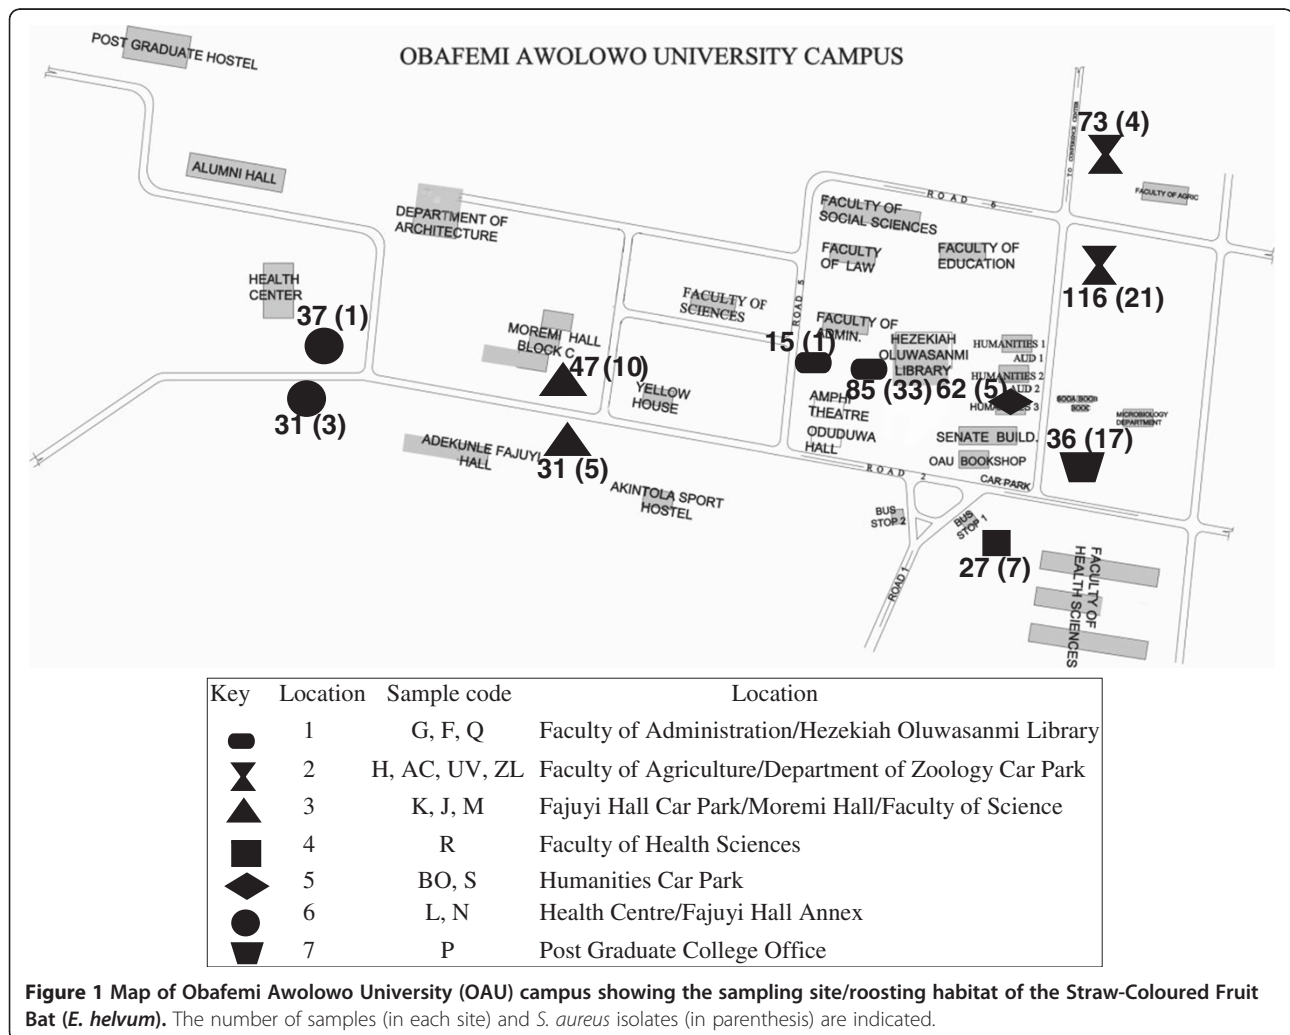 OBAFEMI AWOLOWO UNIVERSITY CAMPUS
POST GRADUATE HOSTEL
ALUMNI HALL
DEPARTMENT OF
ARCHITECTURE
HEALTH
CENTER
37 (1)
31 (3)
MOREMI HALL
BLOCK C
47 (10)
ADEKUNLE FAJUYI
HALL
31 (5)
AKINTOLA SPORT
HOSTEL
YELLOW
HOUSE
FACULTY OF
SCIENCES
ROAD 5
ROAD 6
FACULTY OF
SOCIAL SCIENCES
FACULTY
OF LAW
FACULTY OF
EDUCATION
FACULTY OF
ADMIN.
15 (1)
85 (33)
HEZEKIAH
OLUWASANMI
LIBRARY
62 (5)
AMPHI
THEATRE
ODUDUWA
HALL
HUMANITIES 1
AUD 1
HUMANITIES 2
AUD 2
HUMANITIES 3
SENATE BUILD.
OAU BOOKSHOP
CAR PARK
ROAD 2
BUS
STOP 2
BUS
STOP 1
ROAD 1
27 (7)
FACULTY OF
HEALTH SCIENCES
36 (17)
MICROBIOLOGY
DEPARTMENT
116 (21)
73 (4)
FACULTY OF AGRIC
Key Location Sample code Location
1 G, F, Q Faculty of Administration/Hezekiah Oluwasanmi Library
2 H, AC, UV, ZL Faculty of Agriculture/Department of Zoology Car Park
3 K, J, M Fajuyi Hall Car Park/Moremi Hall/Faculty of Science
4 R Faculty of Health Sciences
5 BO, S Humanities Car Park
6 L, N Health Centre/Fajuyi Hall Annex
7 P Post Graduate College Office
Figure 1 Map of Obafemi Awolowo University (OAU) campus showing the sampling site/roosting habitat of the Straw-Coloured Fruit
Bat (E. helvum). The number of samples (in each site) and S. aureus isolates (in parenthesis) are indicated.